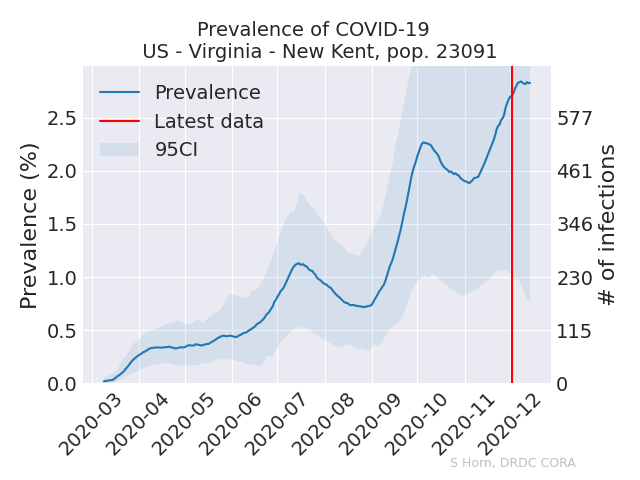 Prevalence of COVID-19
US - Virginia - New Kent, pop. 23091
Prevalence
Latest data
95CI
Prevalence (%)
2.5
2.0
1.5
1.0
0.5
0.0
# of infections
577
461
346
230
115
0
2020-03
2020-04
2020-05
2020-06
2020-07
2020-08
2020-09
2020-10
2020-11
2020-12
S Horn, DRDC CORA